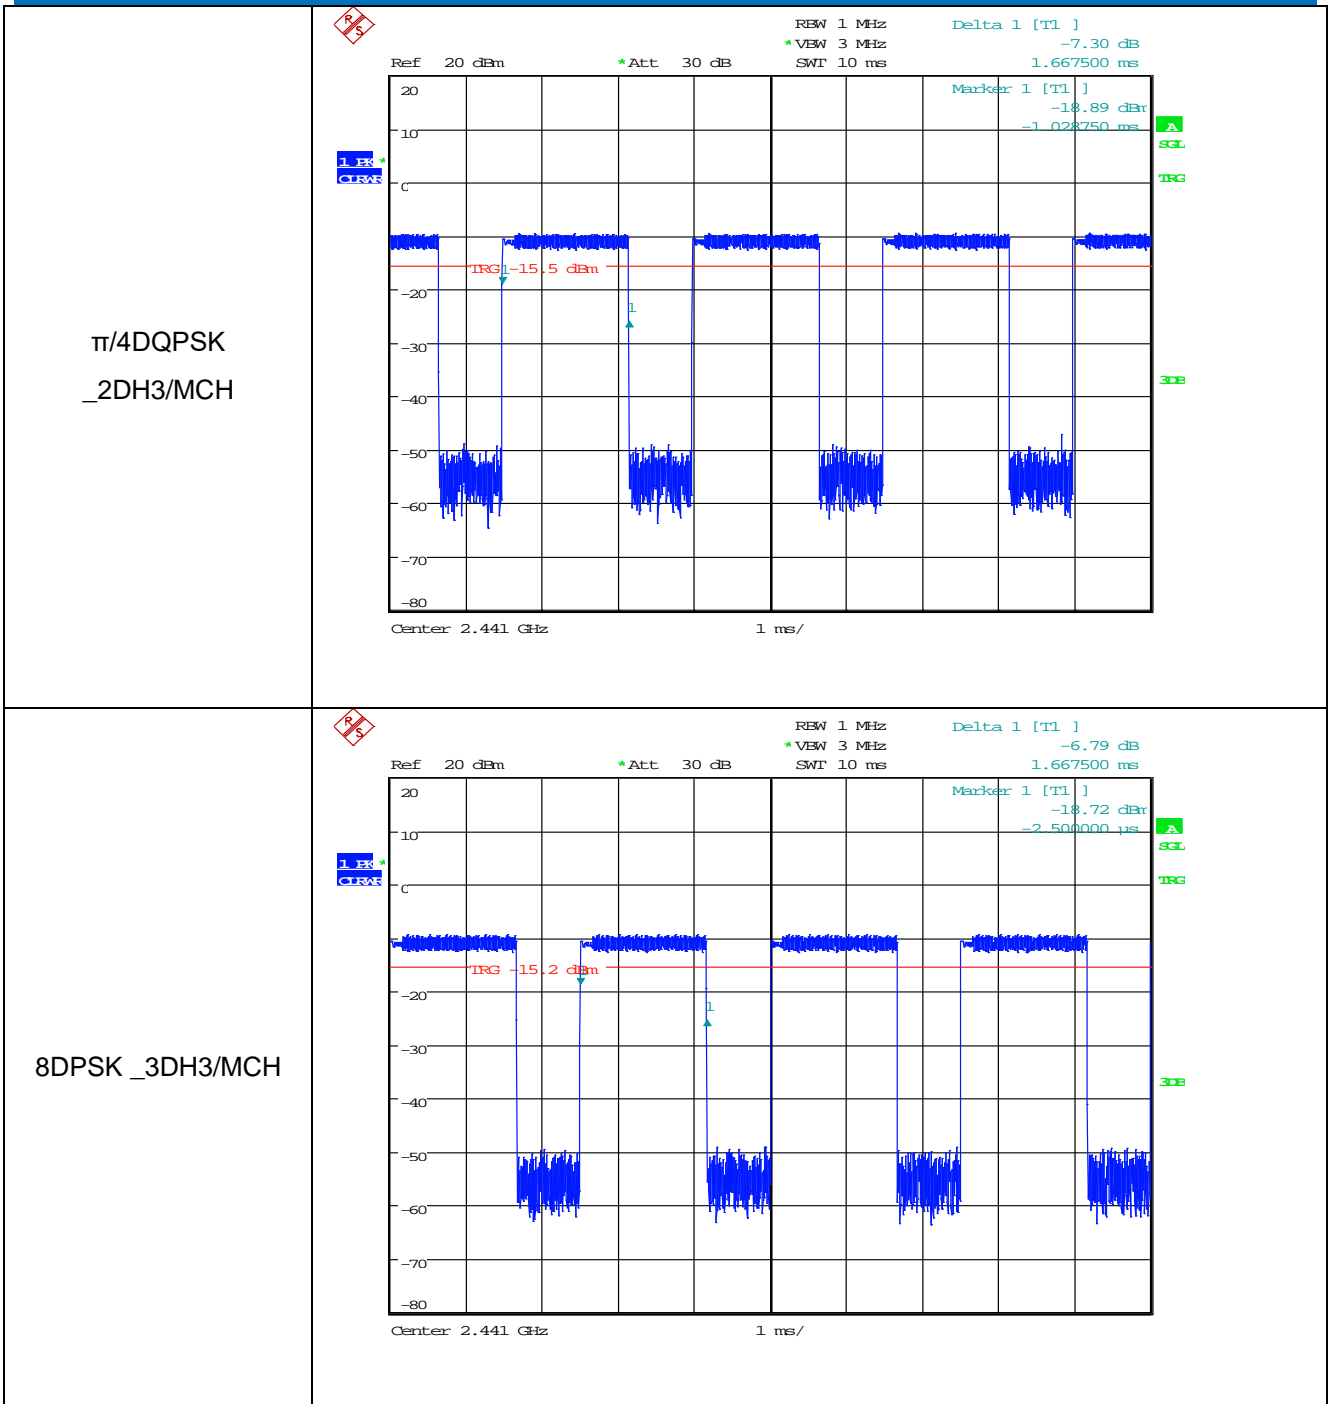 π/4DQPSK
_2DH3/MCH
R S
RBW 1 MHz
Delta 1 [T1 ]
*VBW 3 MHz
-7.30 dB
Ref 20 dBm
*Att 30 dB
SWT 10 ms
1.667500 ms
20
Marker 1 [T1 ]
-18.89 dBm
10
-1.028750 ms
A
SGL
1 PK *
CLRWR
0
TRG
TRG -15.5 dBm
1
-20
1
-30
3DB
-40
-50
-60
-70
-80
Center 2.441 GHz
1 ms/
8DPSK _3DH3/MCH
R S
RBW 1 MHz
Delta 1 [T1 ]
*VBW 3 MHz
-6.79 dB
Ref 20 dBm
*Att 30 dB
SWT 10 ms
1.667500 ms
20
Marker 1 [T1 ]
-18.72 dBm
10
-2.500000 µs
A
SGL
1 PK *
CLRWR
0
TRG
TRG -15.2 dBm
1
-20
1
-30
3DB
-40
-50
-60
-70
-80
Center 2.441 GHz
1 ms/